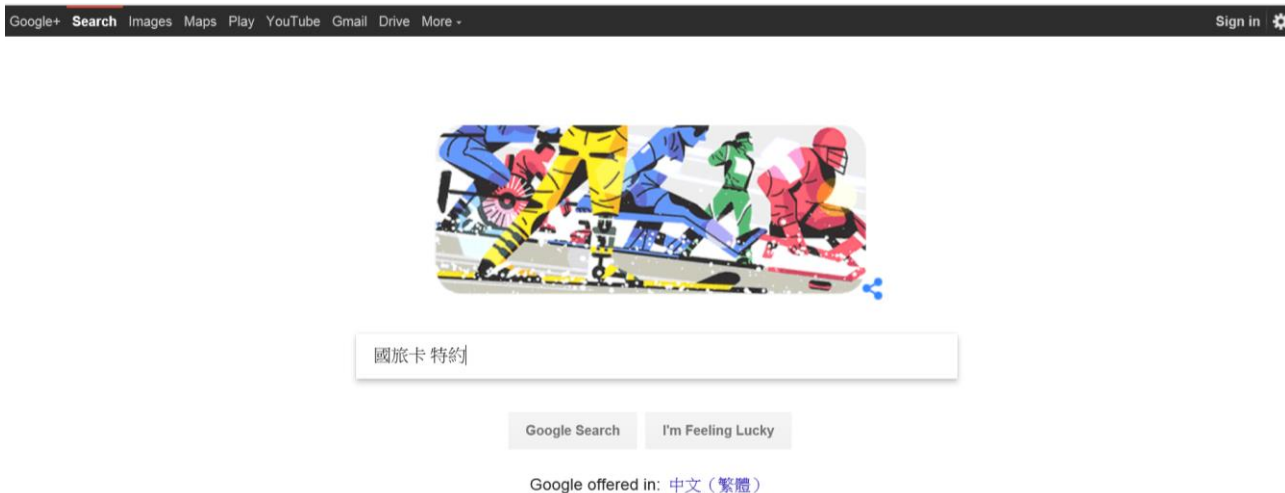 Google+ Search Images Maps Play YouTube Gmail Drive More Sign in
國旅卡 特約
Google Search I'm Feeling Lucky
Google offered in: 中文（繁體）